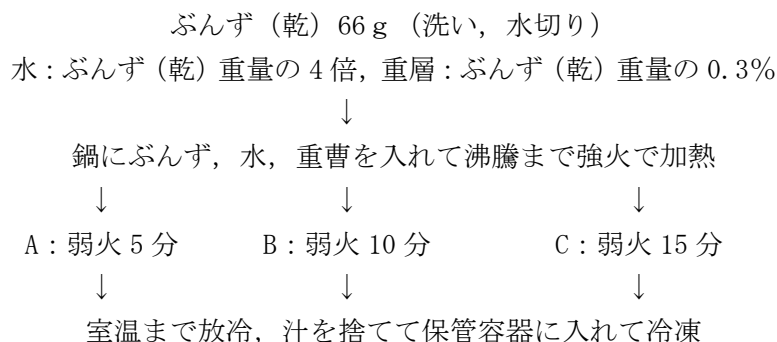 ぶんず（乾）66ｇ（洗い，水切り）
水：ぶんず（乾）重量の4倍，重層：ぶんず（乾）重量の0.3％
↓
鍋にぶんず，水，重曹を入れて沸騰まで強火で加熱
↓ ↓ ↓
A：弱火5分 B：弱火10分 C：弱火15分
↓ ↓ ↓
室温まで放冷，汁を捨てて保管容器に入れて冷凍